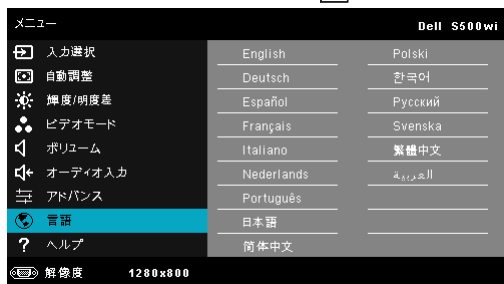 メニュー Dell S500wi
入力選択 English Polski
自動調整 Deutsch 한국어
輝度/明度差 Español Русский
ビデオモード Français Svenska
ボリューム Italiano 繁體中文
オーディオ入力 Nederlands العربية
アドバンス Português
言語 日本語
? ヘルプ 简体中文
解像度 1280x800